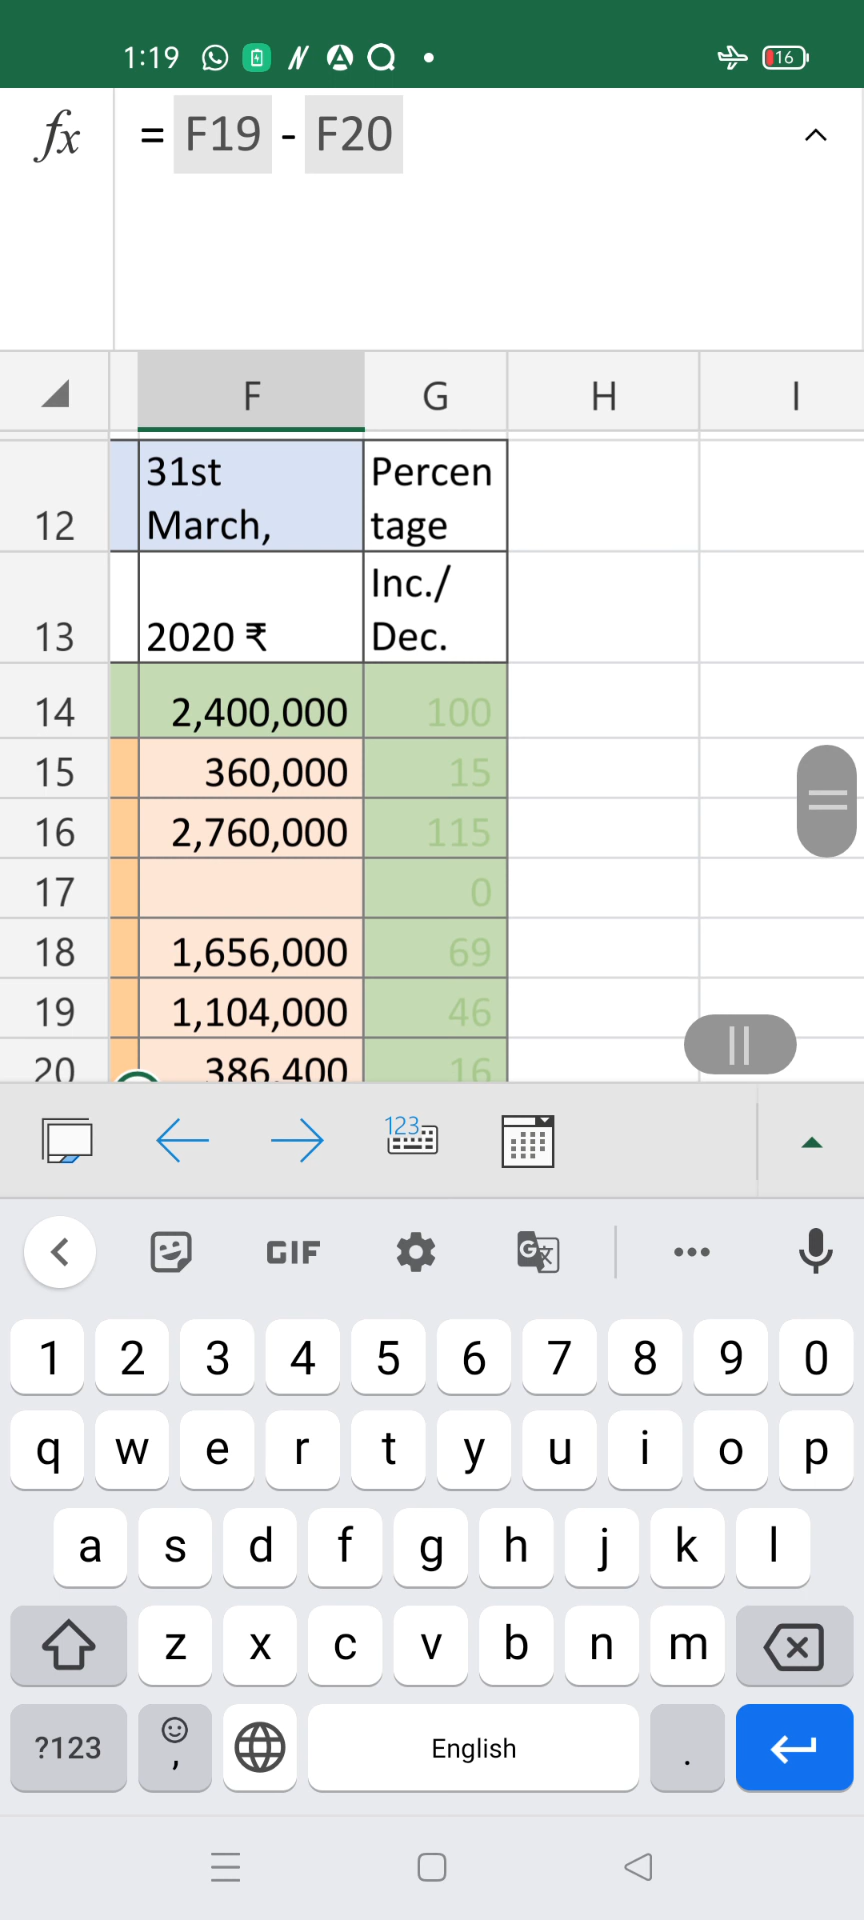 1:19 16
fx = F19 - F20
F G H I
12 31st March, Percen tage
13 2020 ₹ Inc./ Dec.
14 2,400,000 100
15 360,000 15
16 2,760,000 115
17 0
18 1,656,000 69
19 1,104,000 46
20 386,400 16
123
GIF G文
1 2 3 4 5 6 7 8 9 0
q w e r t y u i o p
a s d f g h j k l
z x c v b n m
?123 , English .